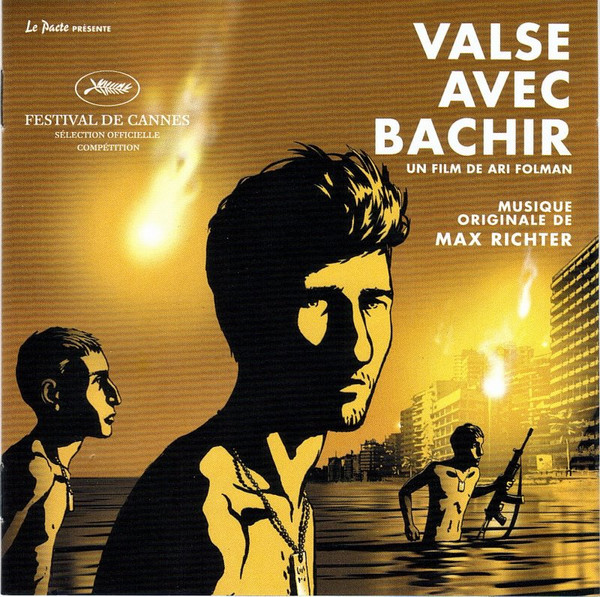 Le Pacte PRÉSENTE
FESTIVAL DE CANNES
SÉLECTION OFFICIELLE
COMPÉTITION
VALSE
AVEC
BACHIR
UN FILM DE ARI FOLMAN
MUSIQUE
ORIGINALE DE
MAX RICHTER